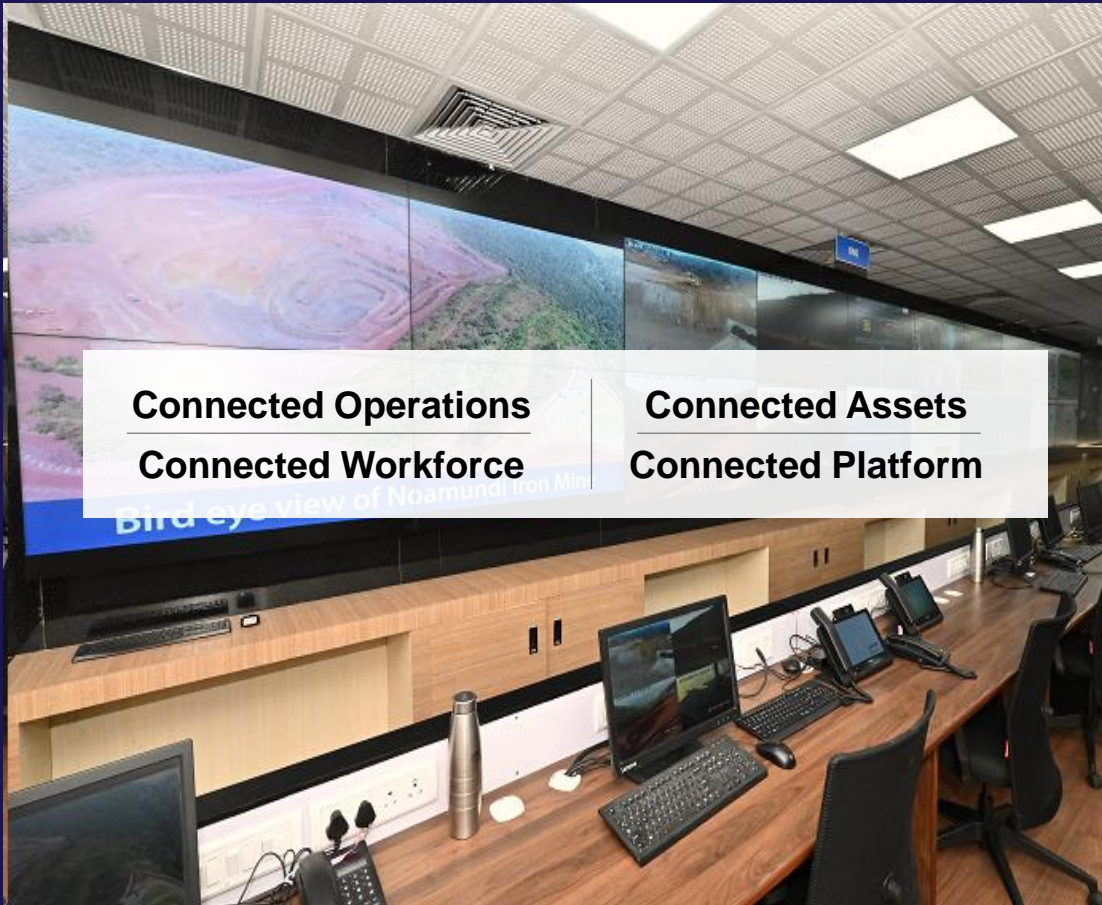 Connected Operations
Connected Assets
Connected Workforce
Connected Platform
Bird eye view of Noamundi Iron Mine